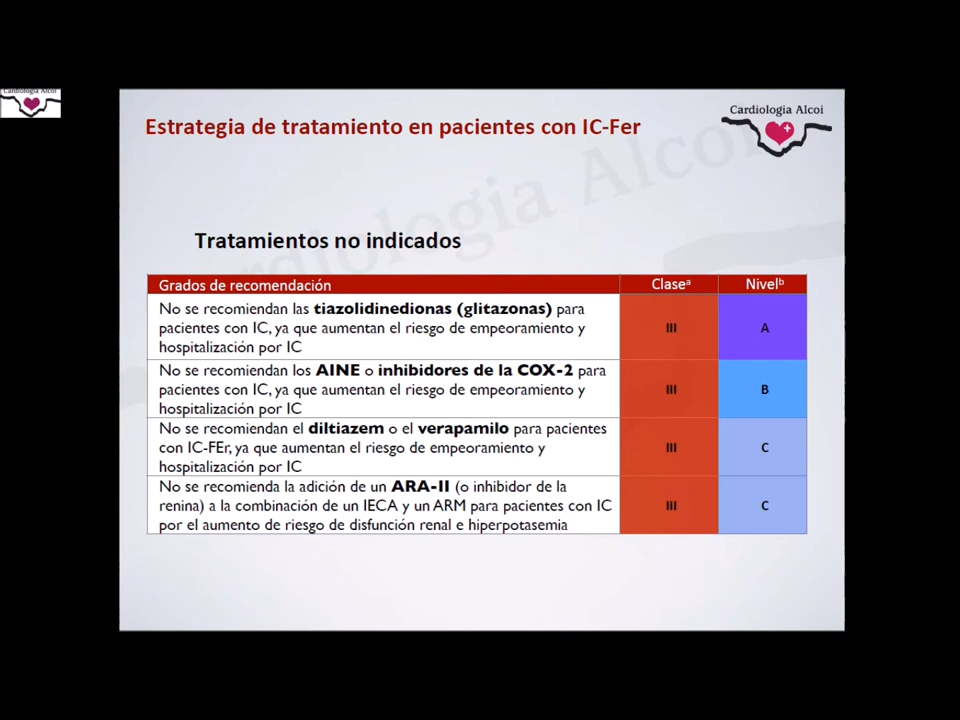 Cardiologia Alcoi
Estrategia de tratamiento en pacientes con IC-Fer
Cardiologia Alcoi
Cardiologia Alcoi
Tratamientos no indicados
Grados de recomendación Claseª Nivelᵇ
No se recomiendan las tiazolidinedionas (glitazonas) para
pacientes con IC, ya que aumentan el riesgo de empeoramiento y
hospitalización por IC
III A
No se recomiendan los AINE o inhibidores de la COX-2 para
pacientes con IC, ya que aumentan el riesgo de empeoramiento y
hospitalización por IC
III B
No se recomiendan el diltiazem o el verapamilo para pacientes
con IC-FEr, ya que aumentan el riesgo de empeoramiento y
hospitalización por IC
III C
No se recomienda la adición de un ARA-II (o inhibidor de la
renina) a la combinación de un IECA y un ARM para pacientes con IC
por el aumento de riesgo de disfunción renal e hiperpotasemia
III C